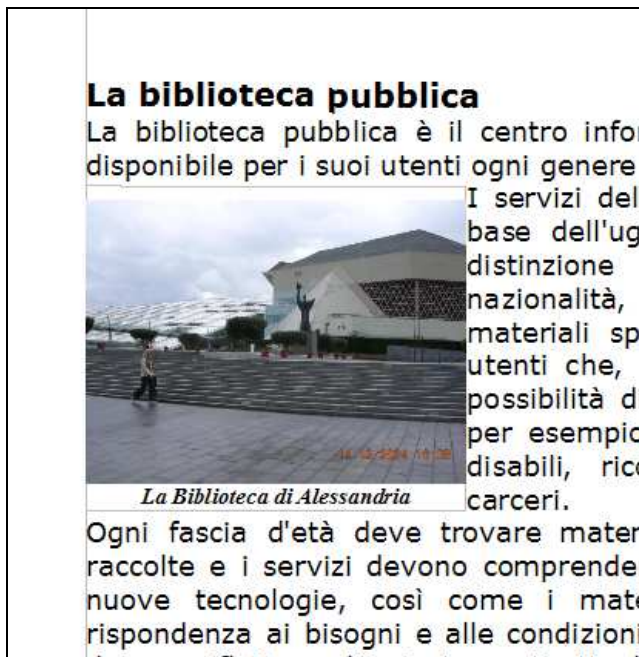 La biblioteca pubblica
La biblioteca pubblica è il centro infor
disponibile per i suoi utenti ogni genere
I servizi del
base dell'ug
distinzione
nazionalità,
materiali sp
utenti che,
possibilità d
per esempio
disabili, rico
carceri.
La Biblioteca di Alessandria
Ogni fascia d'età deve trovare mater
raccolte e i servizi devono comprende
nuove tecnologie, così come i mate
rispondenza ai bisogni e alle condizioni